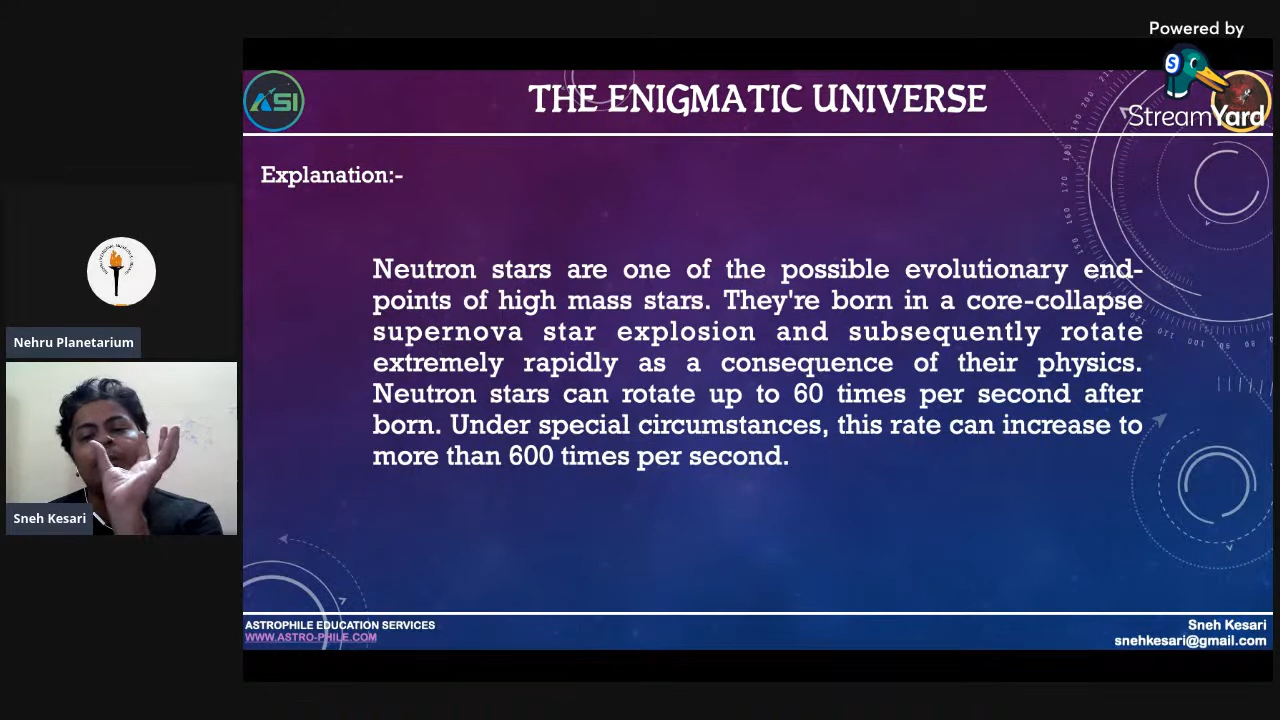 Powered by
StreamYard
ASI
THE ENIGMATIC UNIVERSE
Explanation:-
Neutron stars are one of the possible evolutionary end-
points of high mass stars. They're born in a core-collapse
supernova star explosion and subsequently rotate
extremely rapidly as a consequence of their physics.
Neutron stars can rotate up to 60 times per second after
born. Under special circumstances, this rate can increase to
more than 600 times per second.
Nehru Planetarium
Sneh Kesari
ASTROPHILE EDUCATION SERVICES
WWW.ASTRO-PHILE.COM
Sneh Kesari
snehkesari@gmail.com